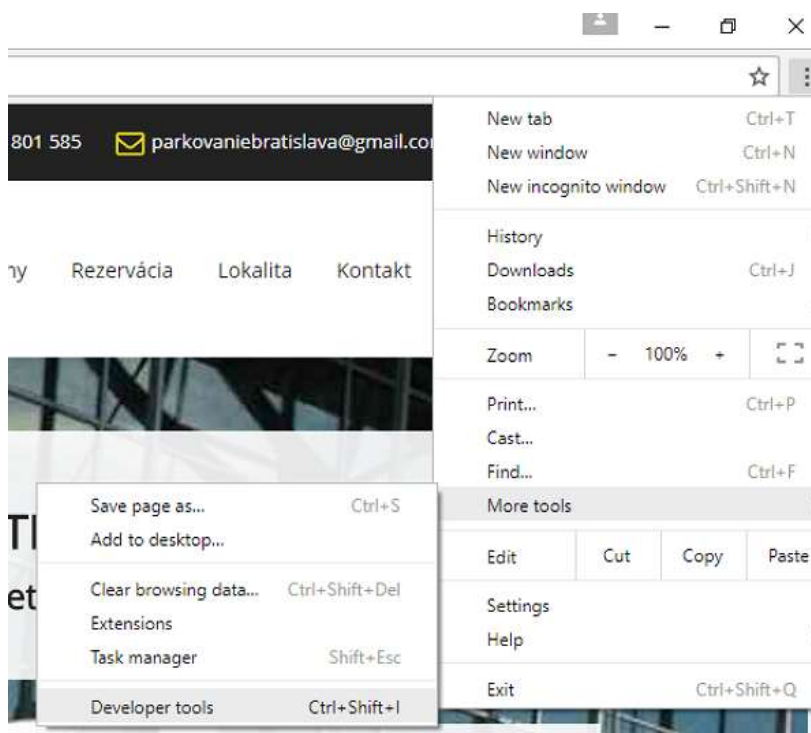 801 585 parkovaniebratislava@gmail.co
ny Rezervácia Lokalita Kontakt
New tab Ctrl+T
New window Ctrl+N
New incognito window Ctrl+Shift+N
History
Downloads Ctrl+J
Bookmarks
Zoom - 100% +
Print... Ctrl+P
Cast...
Find... Ctrl+F
More tools
Edit Cut Copy Paste
Settings
Help
Exit Ctrl+Shift+Q
et
Save page as... Ctrl+S
Add to desktop...
Clear browsing data... Ctrl+Shift+Del
Extensions
Task manager Shift+Esc
Developer tools Ctrl+Shift+I